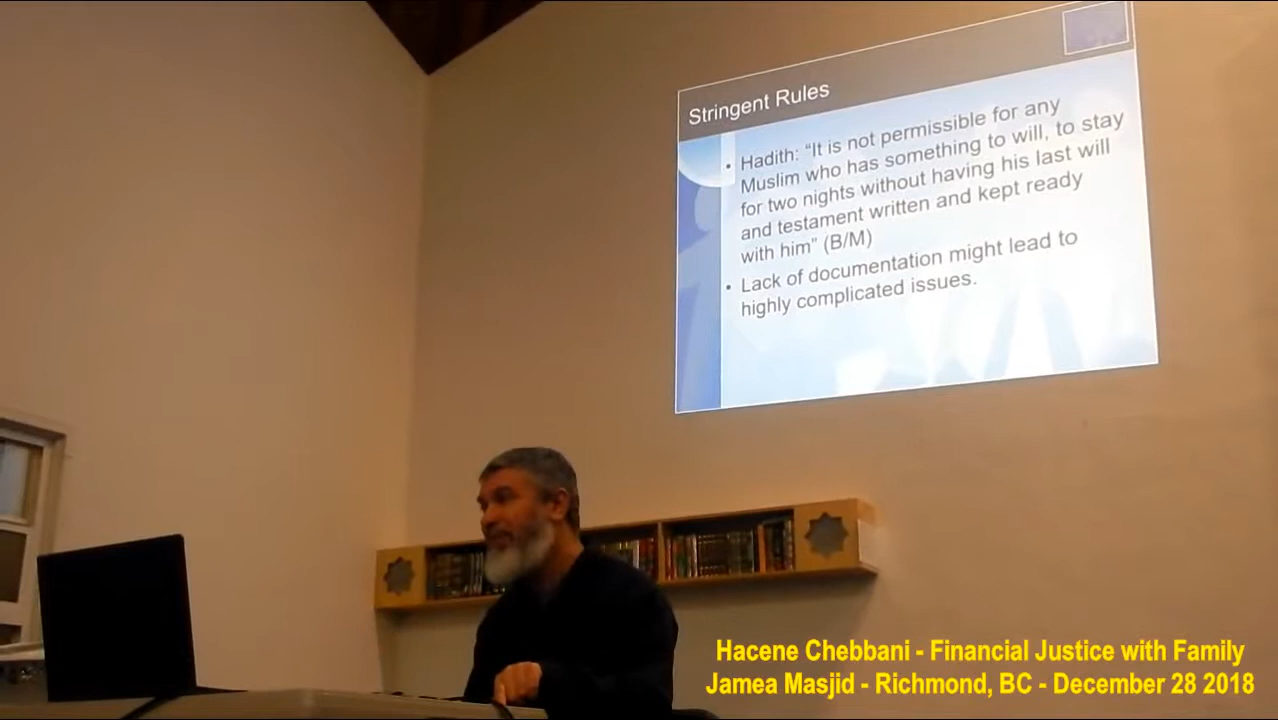 Stringent Rules
• Hadith: “It is not permissible for any
Muslim who has something to will, to stay
for two nights without having his last will
and testament written and kept ready
with him” (B/M)
• Lack of documentation might lead to
highly complicated issues.
Hacene Chebbani - Financial Justice with Family
Jamea Masjid - Richmond, BC - December 28 2018